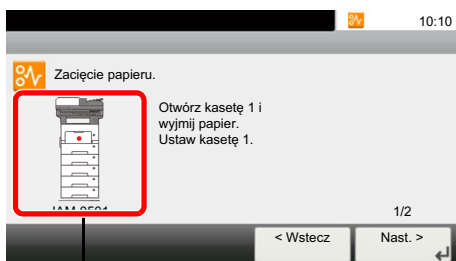 10:10
Zacięcie papieru.
Otwórz kasetę 1 i
wyjmij papier.
Ustaw kasetę 1.
1/2
< Wstecz
Nast. >